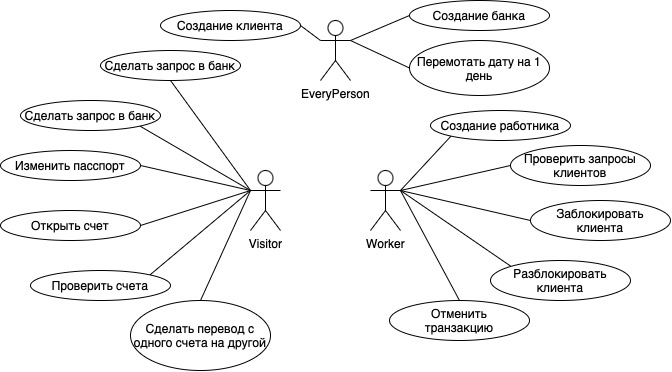 Создание клиента
Создание банка
Перемотать дату на 1
день
EveryPerson
Сделать запрос в банк
Сделать запрос в банк
Изменить пасспорт
Открыть счет
Проверить счета
Сделать перевод с
одного счета на другой
Visitor
Создание работника
Проверить запросы
клиентов
Заблокировать
клиента
Разблокировать
клиента
Отменить
транзакцию
Worker